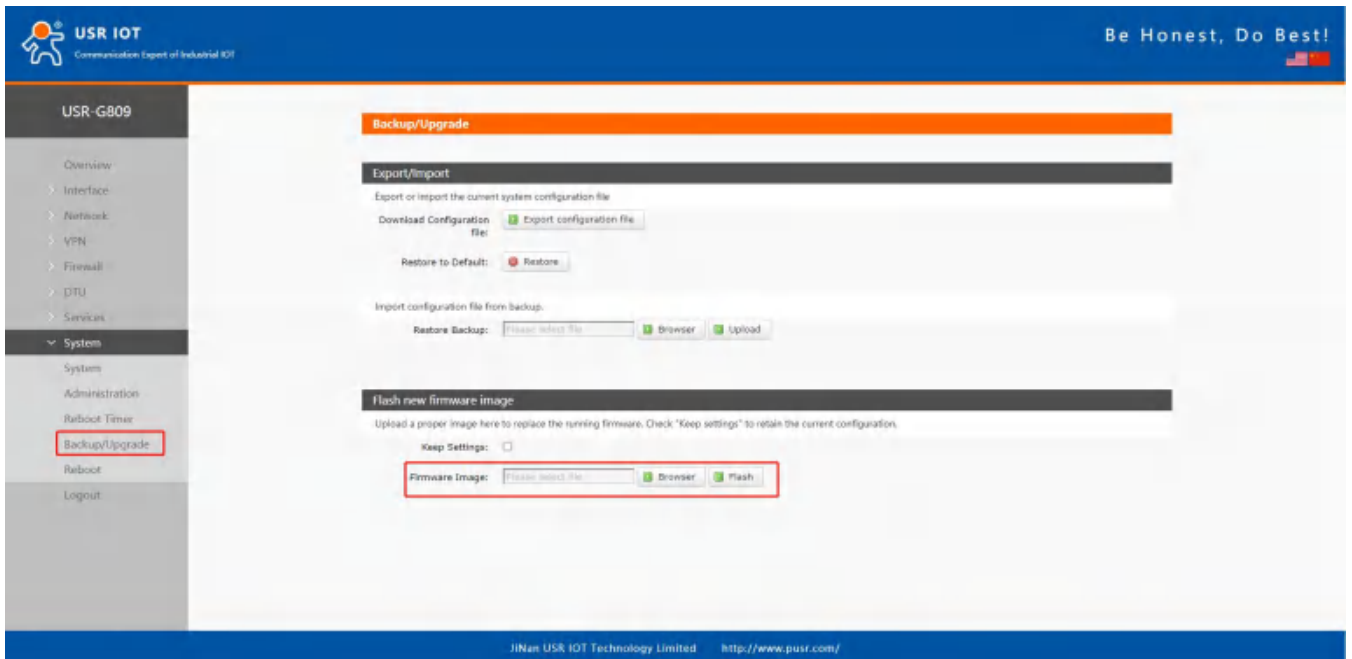 USR IOT
Communication Expert of Industrial IOT
Be Honest, Do Best!
USR-G809
Overview
Interface
Network
VPN
Firewall
DTU
Services
System
System
Administration
Reboot Timer
Backup/Upgrade
Reboot
Logout
Backup/Upgrade
Export/Import
Export or import the current system configuration file
Download Configuration
file:
Export configuration file
Restore to Default:
Restore
Import configuration file from backup.
Restore Backup:
Please select file
Browser
Upload
Flash new firmware image
Upload a proper image here to replace the running firmware. Check "Keep settings" to retain the current configuration.
Keep Settings:
Firmware Image:
Please select file
Browser
Flash
JiNan USR IOT Technology Limited
http://www.pusr.com/